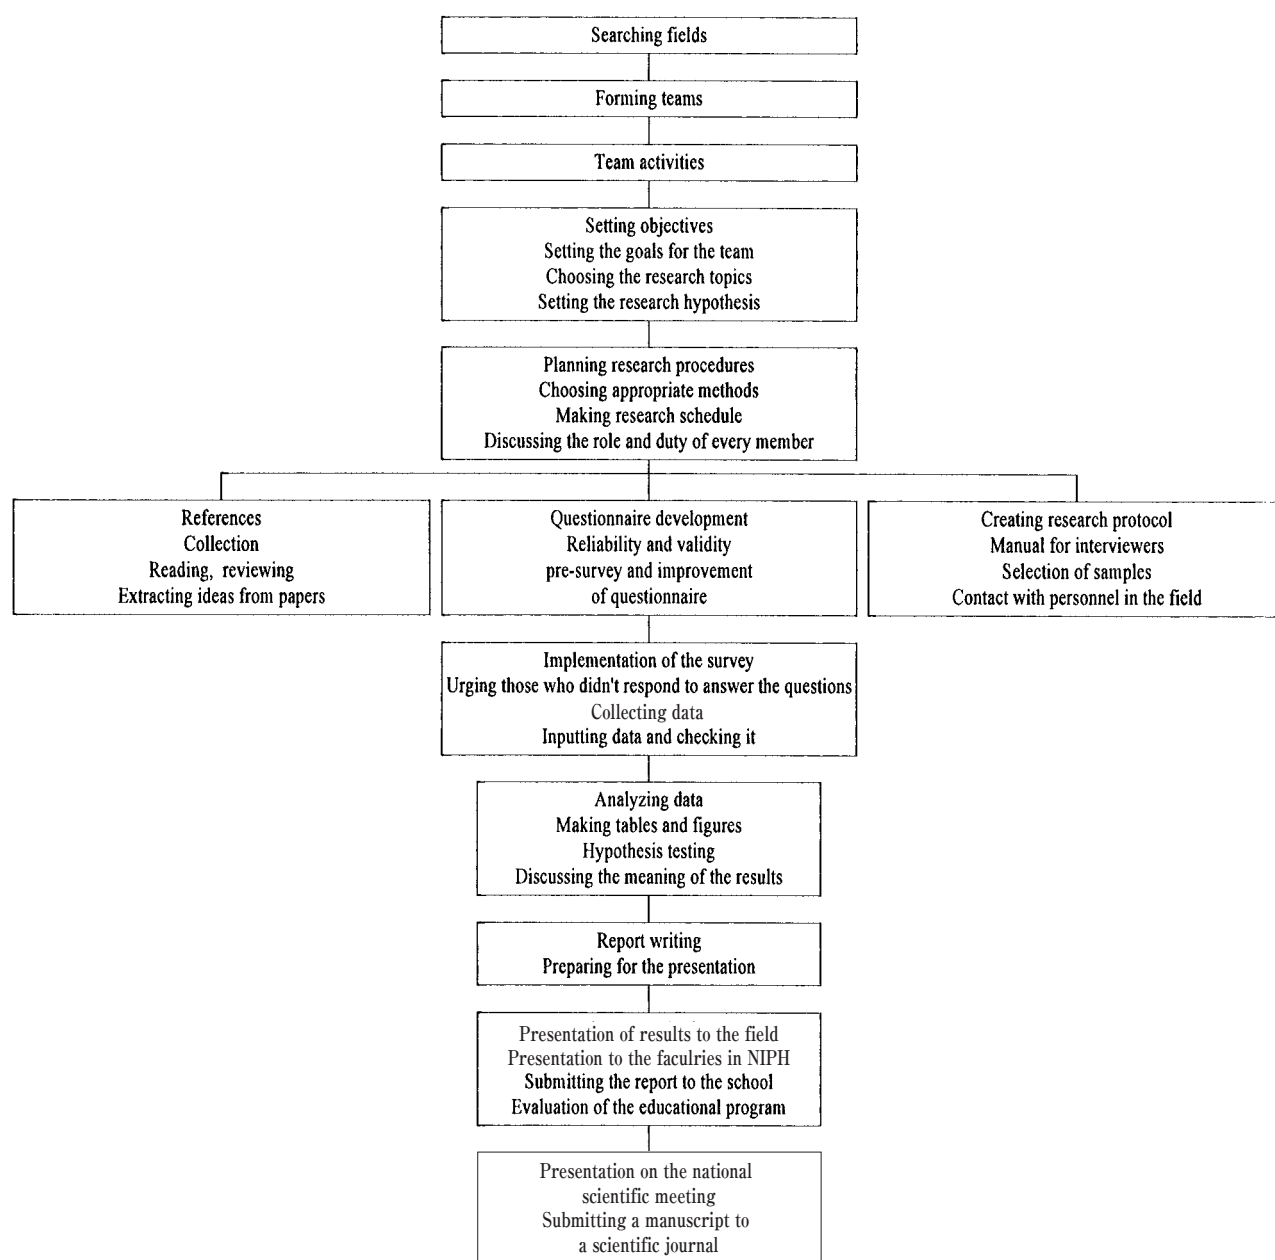 Searching fields
Forming teams
Team activities
Setting objectives
Setting the goals for the team
Choosing the research topics
Setting the research hypothesis
Planning research procedures
Choosing appropriate methods
Making research schedule
Discussing the role and duty of every member
References
Collection
Reading, reviewing
Extracting ideas from papers
Questionnaire development
Reliability and validity
pre-survey and improvement
of questionnaire
Creating research protocol
Manual for interviewers
Selection of samples
Contact with personnel in the field
Implementation of the survey
Urging those who didn't respond to answer the questions
Collecting data
Inputting data and checking it
Analyzing data
Making tables and figures
Hypothesis testing
Discussing the meaning of the results
Report writing
Preparing for the presentation
Presentation of results to the field
Presentation to the faculries in NIPH
Submitting the report to the school
Evaluation of the educational program
Presentation on the national
scientific meeting
Submitting a manuscript to
a scientific journal